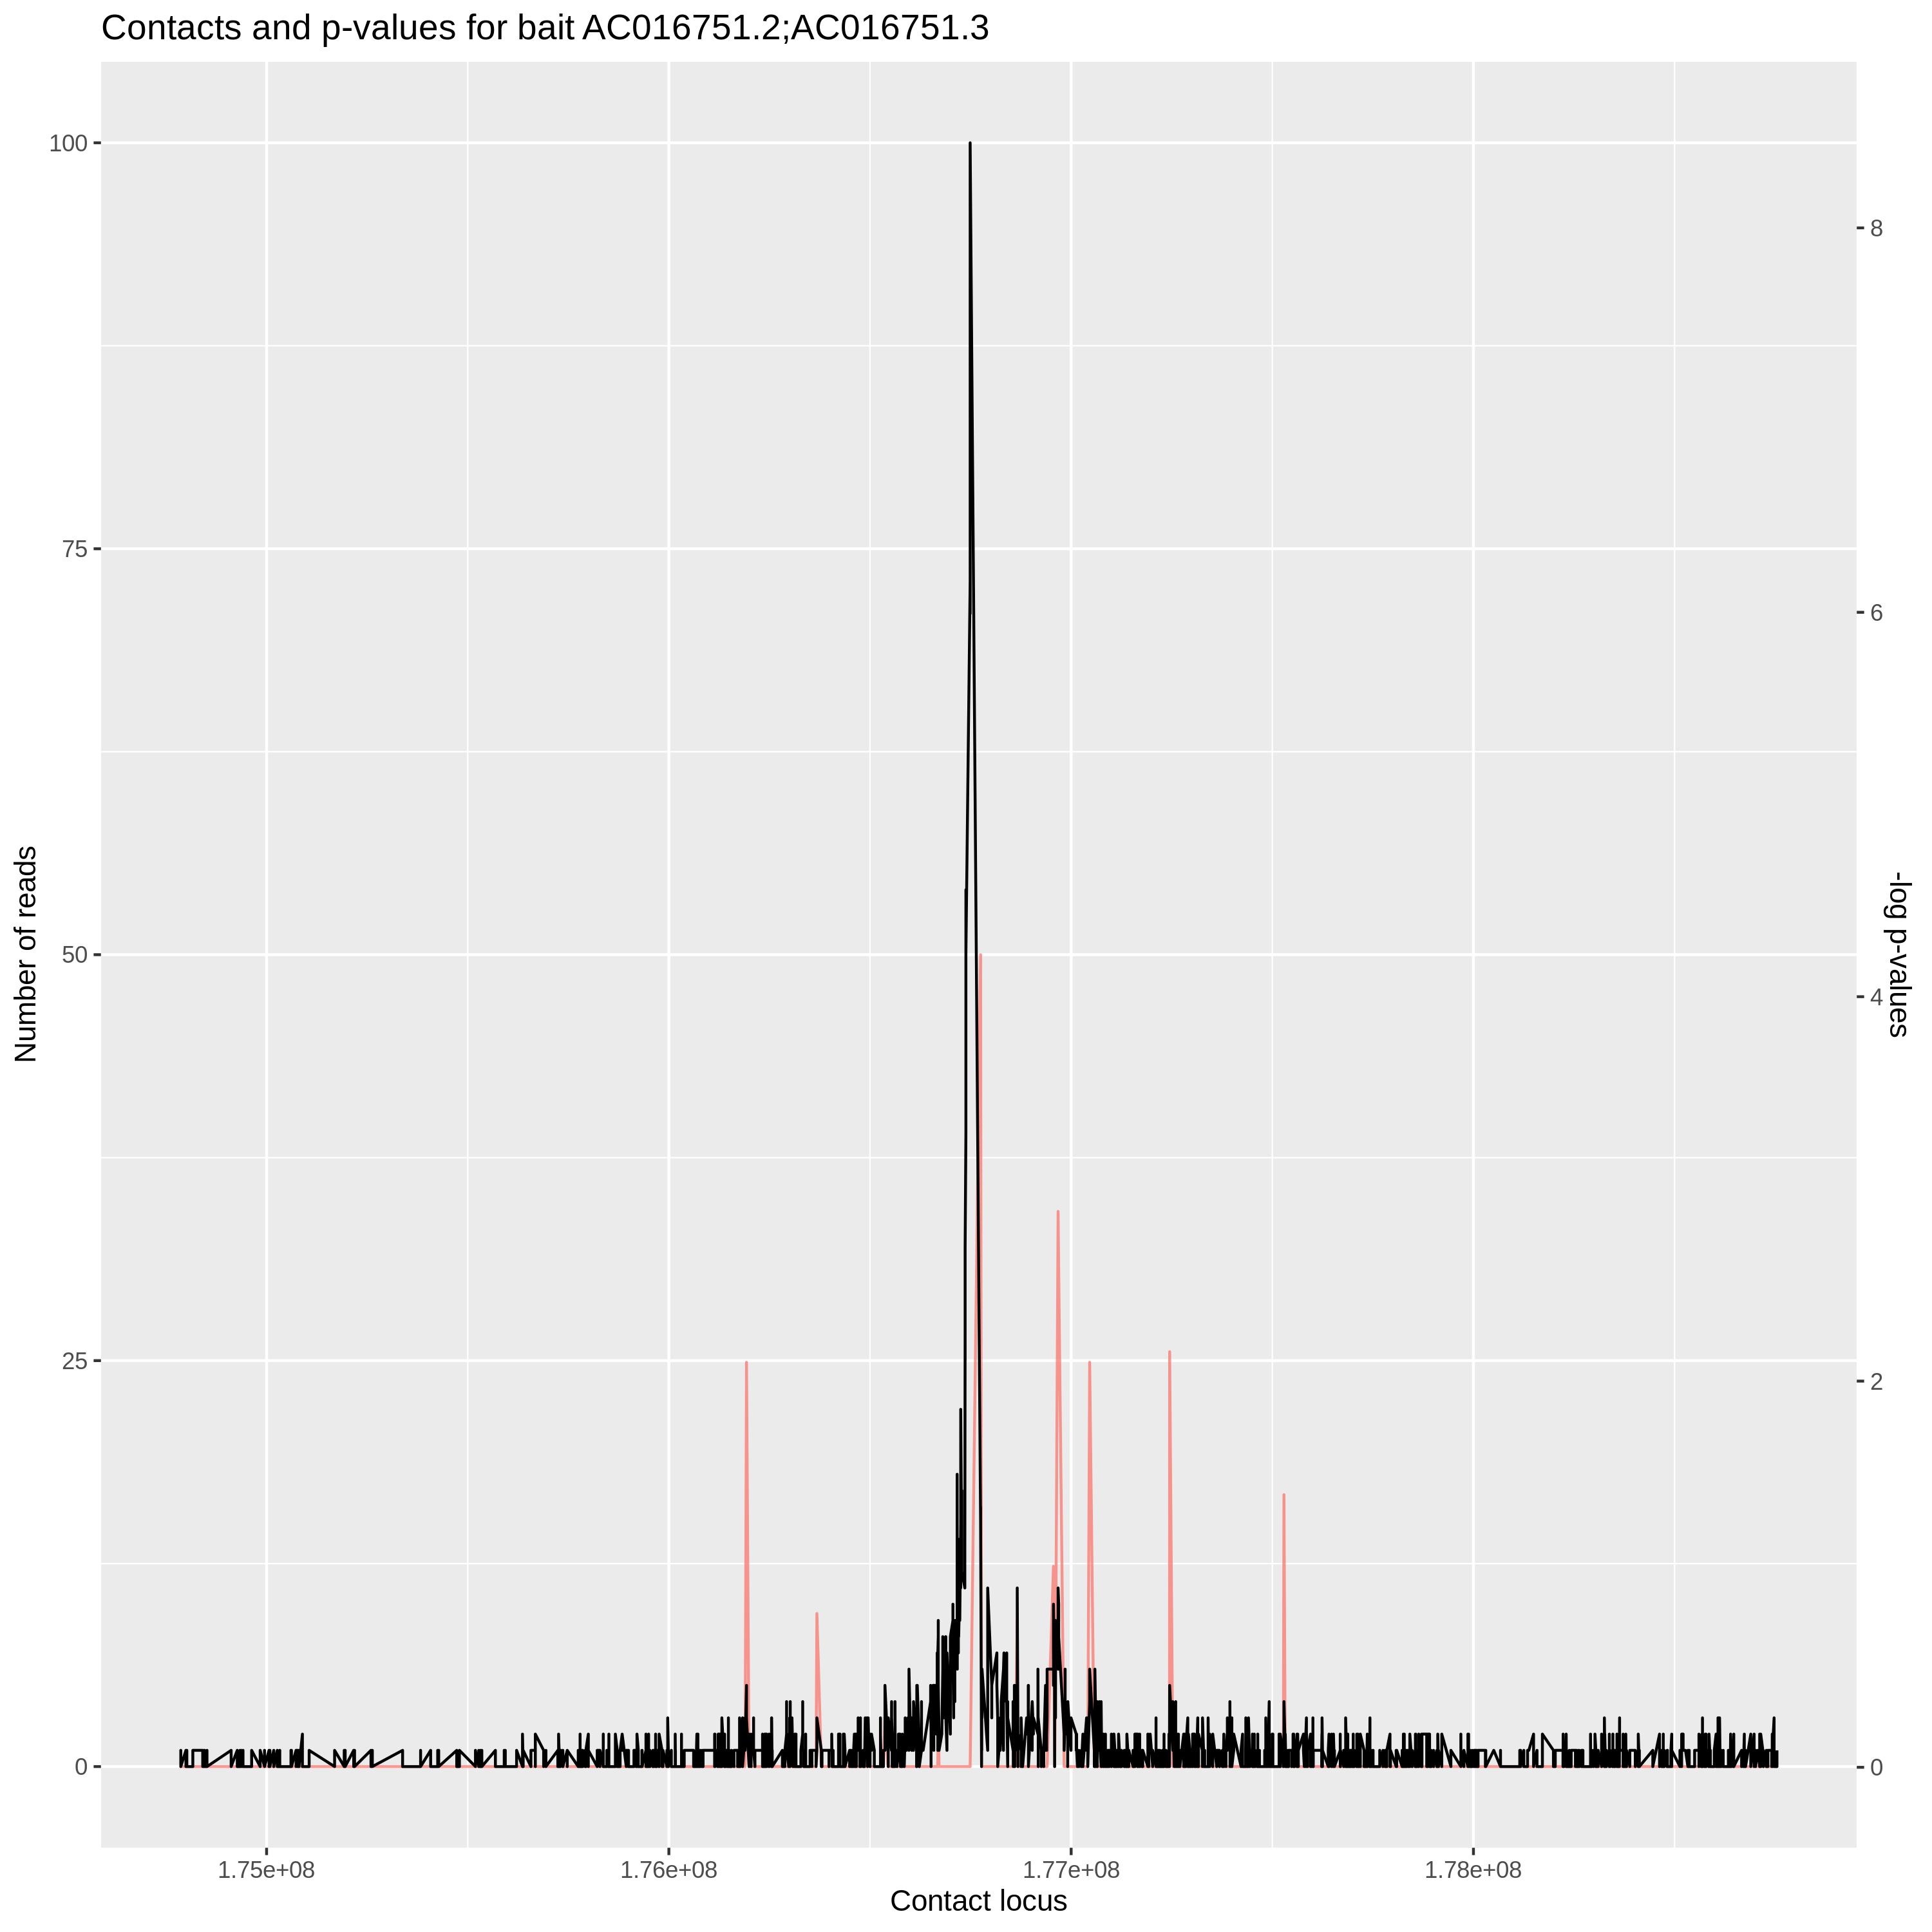 Contacts and p-values for bait AC016751.2;AC016751.3
100
75
50
25
0
Number of reads
8
6
4
2
0
-log p-values
1.75e+08
1.76e+08
1.77e+08
1.78e+08
Contact locus